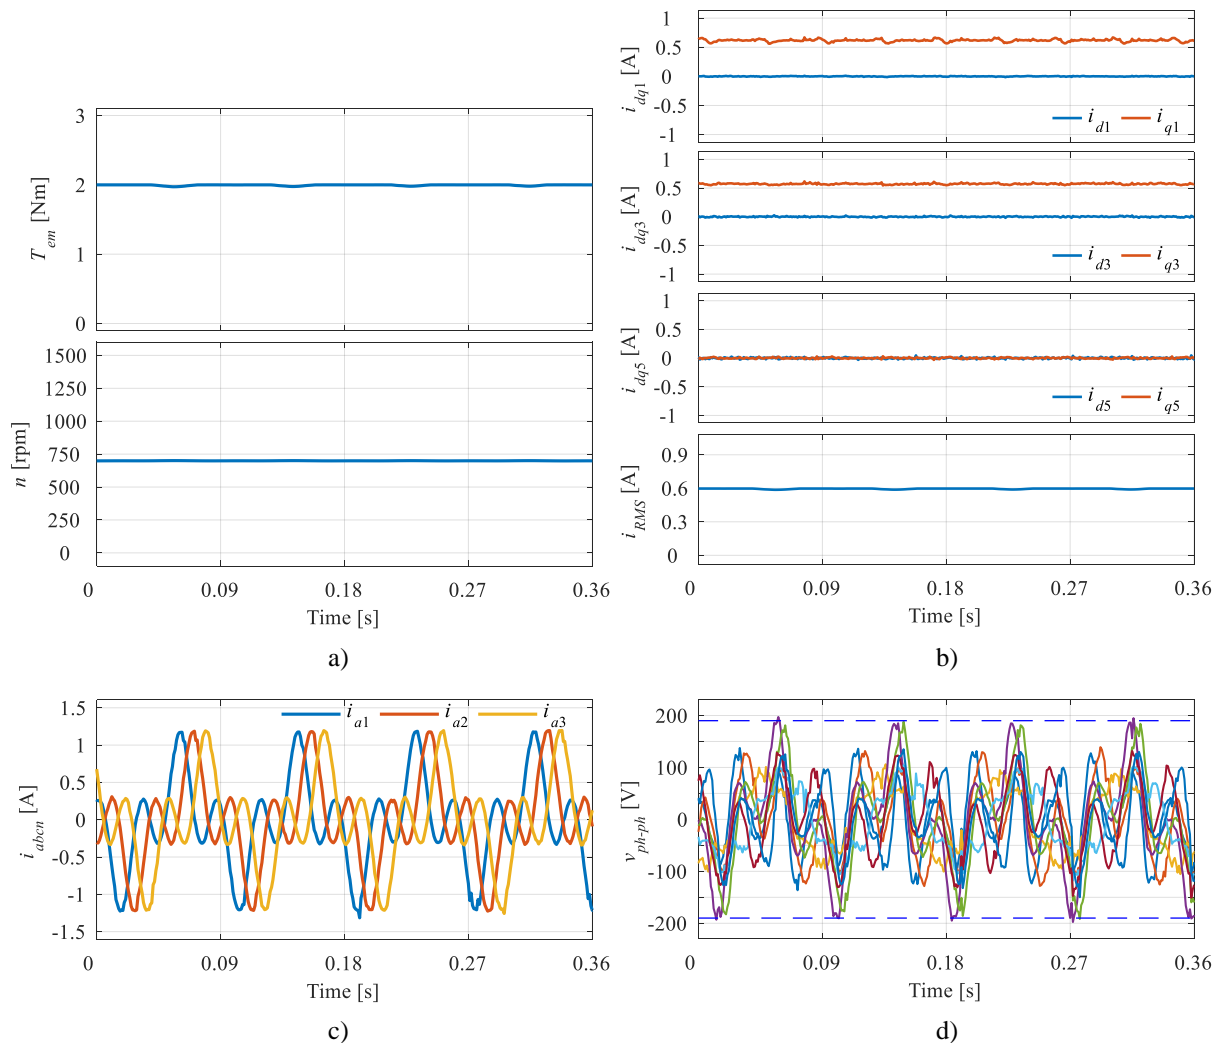 3
2
1
0
T_em [Nm]
1500
1250
1000
750
500
250
0
n [rpm]
0 0.09 0.18 0.27 0.36
Time [s]
a)
1
0.5
0
-0.5
-1
i_dq1 [A]
i_d1 i_q1
1
0.5
0
-0.5
-1
i_dq3 [A]
i_d3 i_q3
1
0.5
0
-0.5
-1
i_dq5 [A]
i_d5 i_q5
0.9
0.6
0.3
0
i_RMS [A]
0 0.09 0.18 0.27 0.36
Time [s]
b)
1.5
1
0.5
0
-0.5
-1
-1.5
i_abcn [A]
i_a1 i_a2 i_a3
0 0.09 0.18 0.27 0.36
Time [s]
c)
200
100
0
-100
-200
v_ph-ph [V]
0 0.09 0.18 0.27 0.36
Time [s]
d)